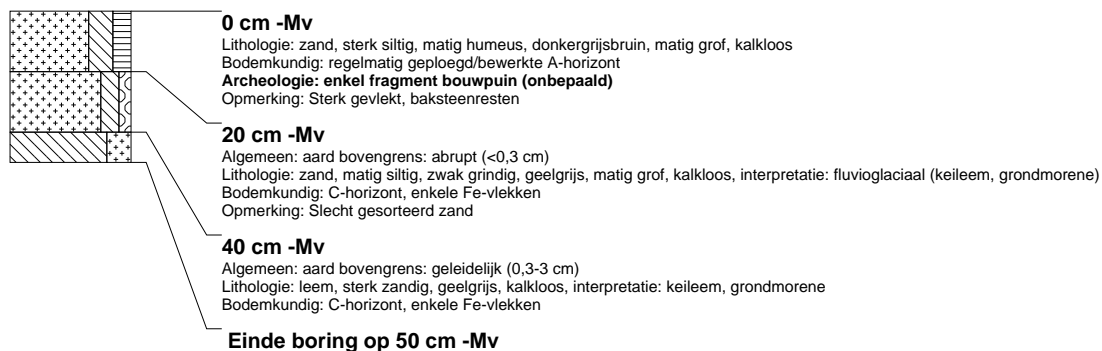 0 cm -Mv
Lithologie: zand, sterk siltig, matig humeus, donkergrijsbruin, matig grof, kalkloos
Bodemkundig: regelmatig geploegd/bewerkte A-horizont
Archeologie: enkel fragment bouwpuin (onbepaald)
Opmerking: Sterk gevlekt, baksteenresten
20 cm -Mv
Algemeen: aard bovengrens: abrupt (<0,3 cm)
Lithologie: zand, matig siltig, zwak grindig, geelgrijs, matig grof, kalkloos, interpretatie: fluvioglaciaal (keileem, grondmorene)
Bodemkundig: C-horizont, enkele Fe-vlekken
Opmerking: Slecht gesorteerd zand
40 cm -Mv
Algemeen: aard bovengrens: geleidelijk (0,3-3 cm)
Lithologie: leem, sterk zandig, geelgrijs, kalkloos, interpretatie: keileem, grondmorene
Bodemkundig: C-horizont, enkele Fe-vlekken
Einde boring op 50 cm -Mv